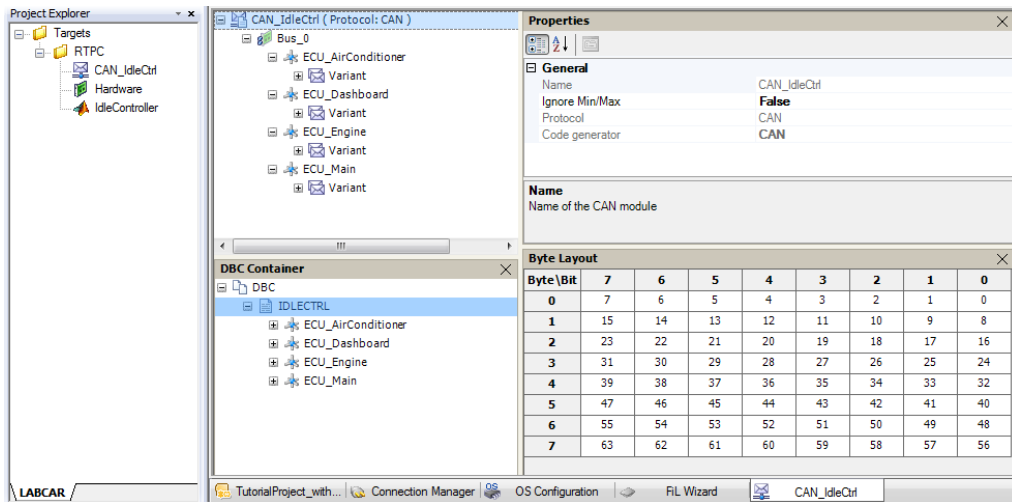 Project Explorer
Targets
RTPC
CAN_IdleCtrl
Hardware
IdleController
LABCAR
CAN_IdleCtrl ( Protocol: CAN )
Bus_0
ECU_AirConditioner
Variant
ECU_Dashboard
Variant
ECU_Engine
Variant
ECU_Main
Variant
DBC Container
DBC
IDLECTRL
ECU_AirConditioner
ECU_Dashboard
ECU_Engine
ECU_Main
Properties
General
Name CAN_IdleCtrl
Ignore Min/Max False
Protocol CAN
Code generator CAN
Name
Name of the CAN module
Byte Layout
Byte\Bit 7 6 5 4 3 2 1 0
0 7 6 5 4 3 2 1 0
1 15 14 13 12 11 10 9 8
2 23 22 21 20 19 18 17 16
3 31 30 29 28 27 26 25 24
4 39 38 37 36 35 34 33 32
5 47 46 45 44 43 42 41 40
6 55 54 53 52 51 50 49 48
7 63 62 61 60 59 58 57 56
TutorialProject_with... Connection Manager OS OS Configuration FiL Wizard CAN_IdleCtrl